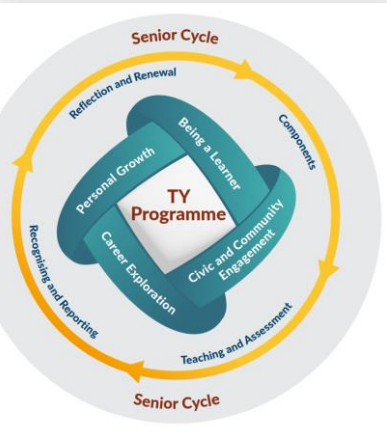 Senior Cycle
Reflection and Renewal
Components
Being a Learner
Personal Growth
TY
Programme
Civic and Community
Engagement
Career Exploration
Recognising and Reporting
Teaching and Assessment
Senior Cycle